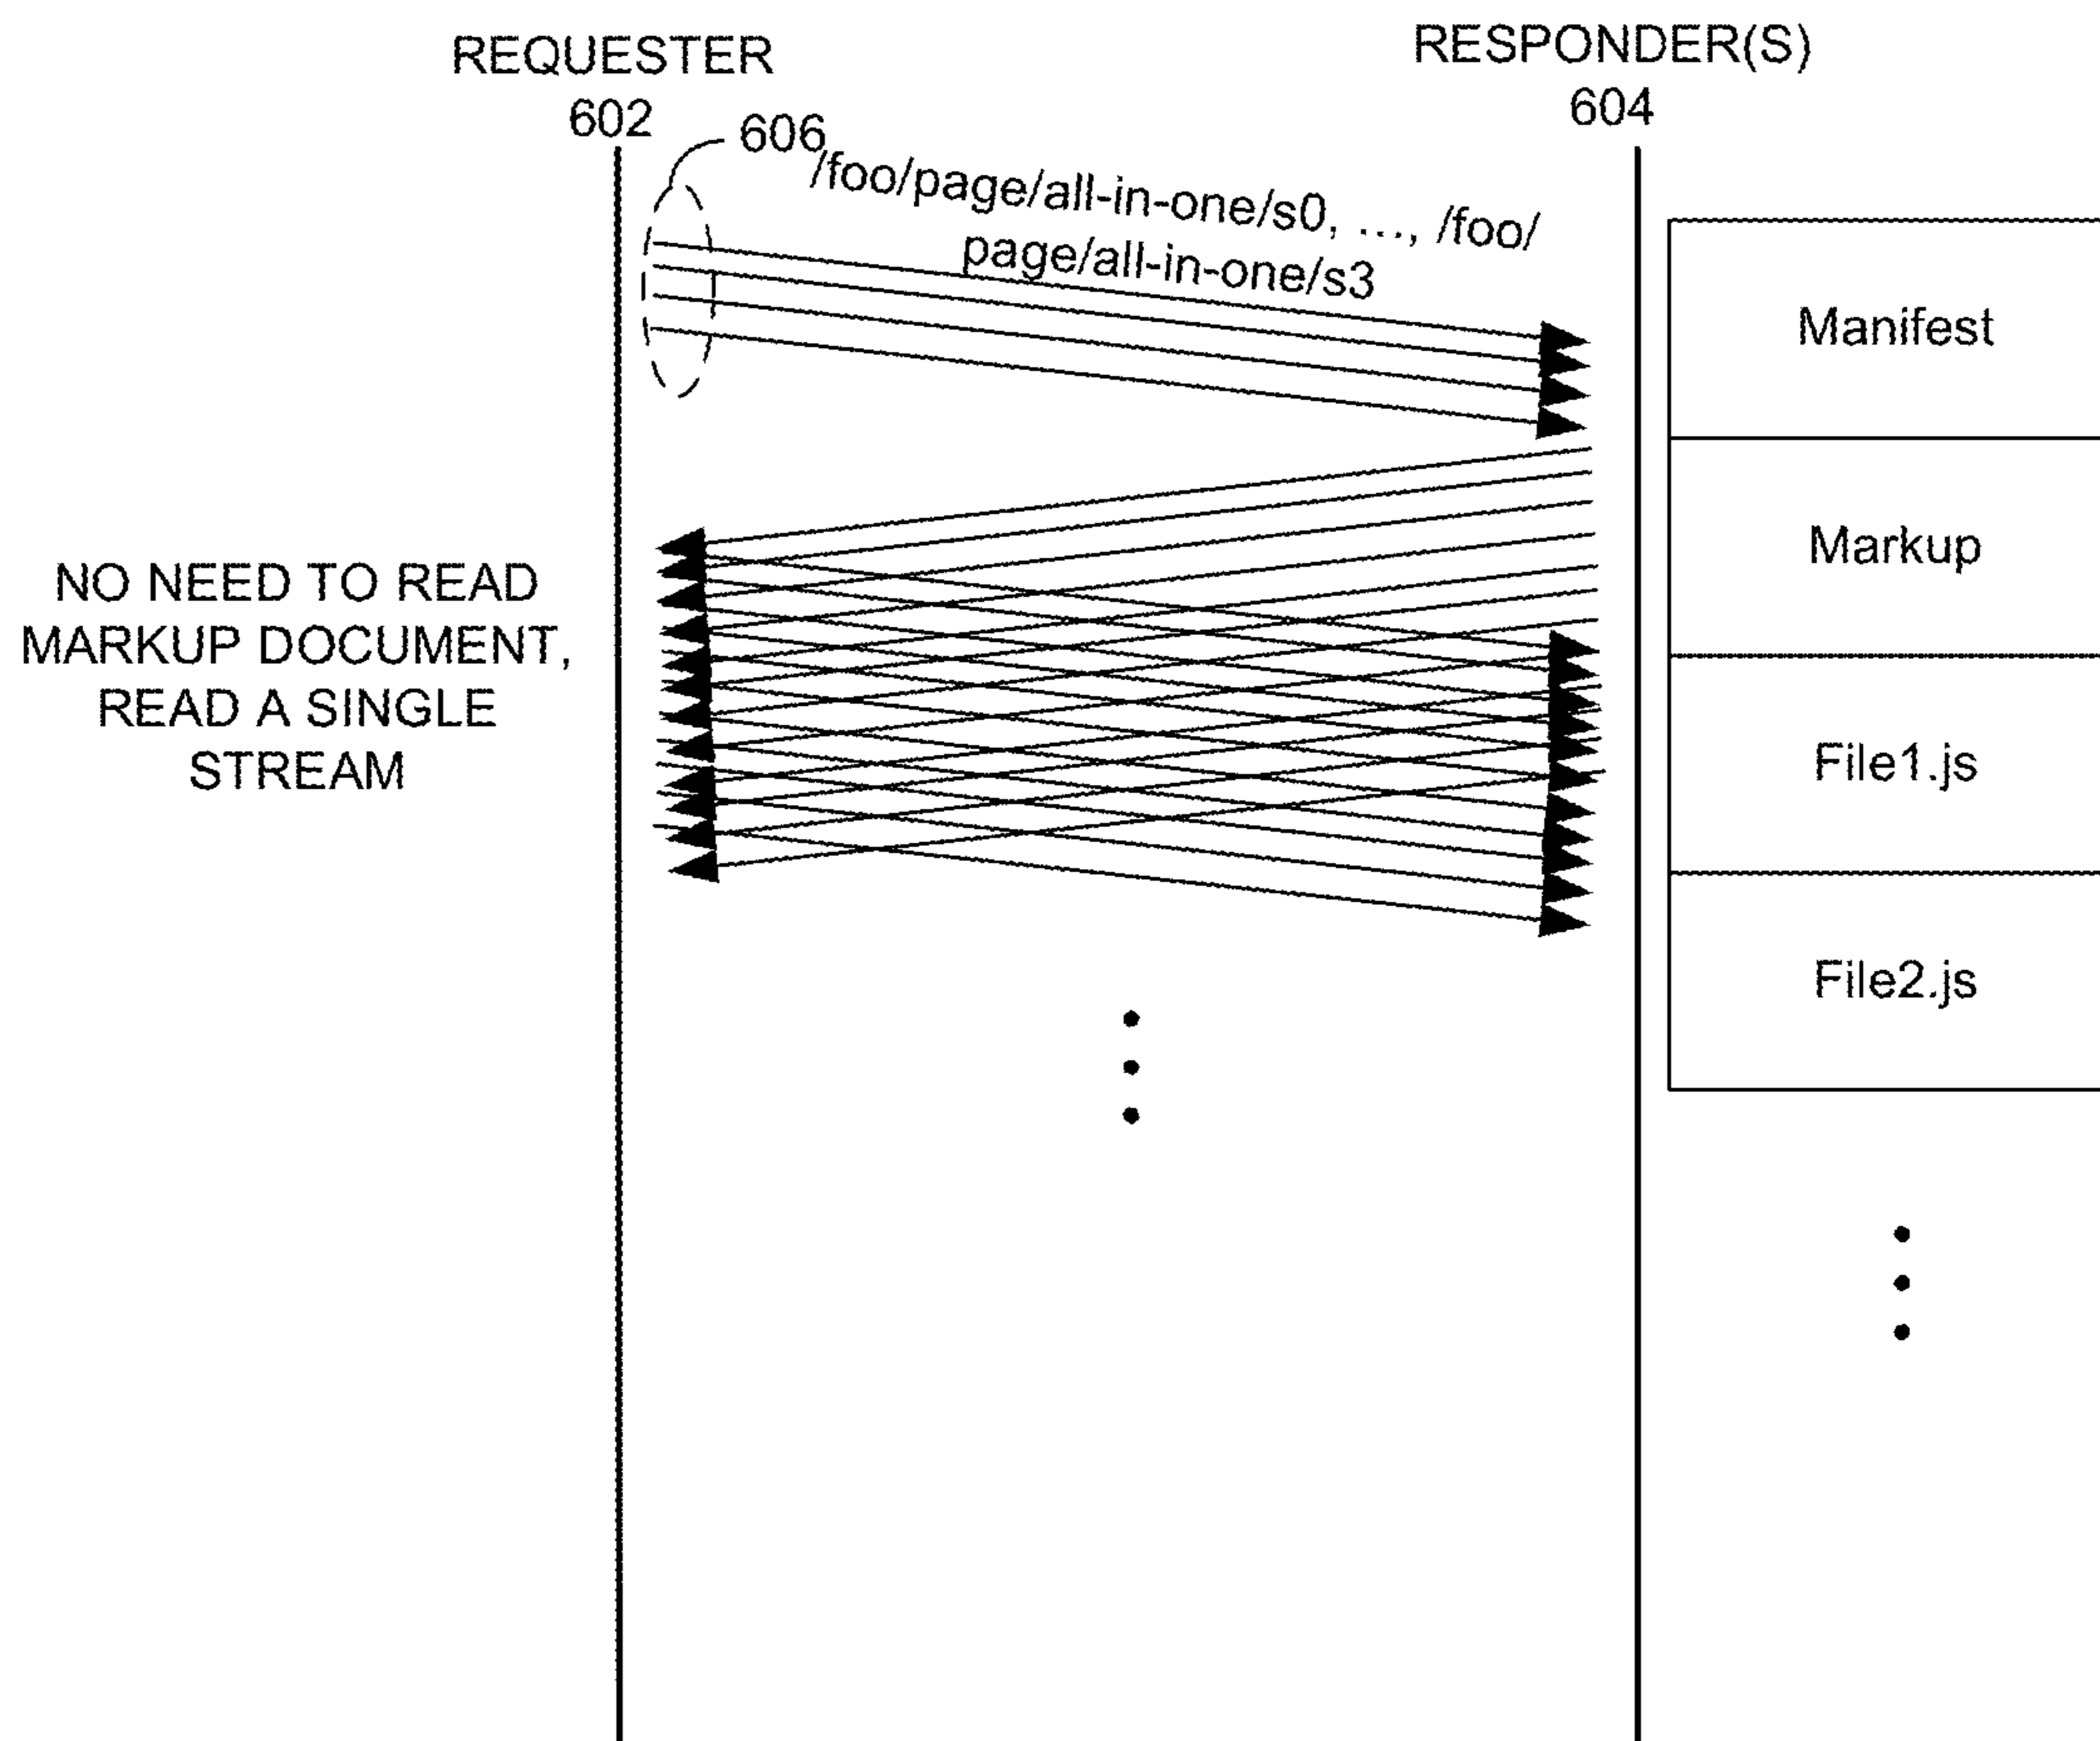 REQUESTER
602
RESPONDER(S)
604
606
/foo/page/all-in-one/s0, ..., /foo/
page/all-in-one/s3
NO NEED TO READ
MARKUP DOCUMENT,
READ A SINGLE
STREAM
Manifest
Markup
File1.js
File2.js